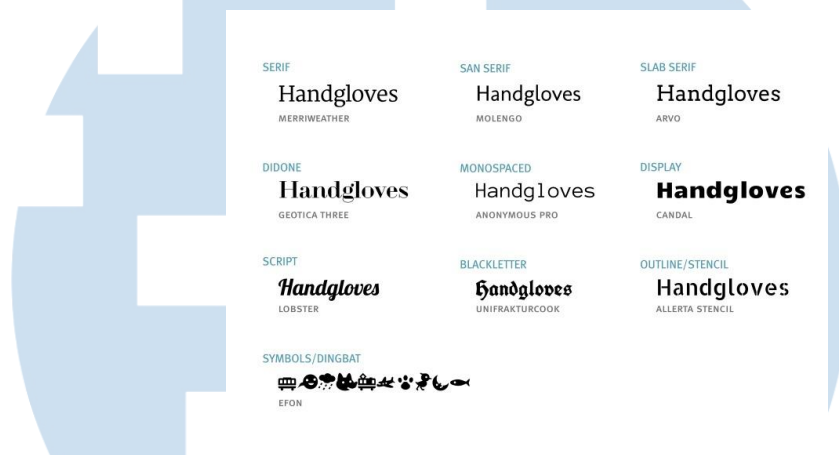 SERIF
Handgloves
MERRIWEATHER
SAN SERIF
Handgloves
MOLENGO
SLAB SERIF
Handgloves
ARVO
DIDONE
Handgloves
GEOTICA THREE
MONOSPACED
Handgloves
ANONYMOUS PRO
DISPLAY
Handgloves
CANDAL
SCRIPT
Handgloves
LOBSTER
BLACKLETTER
Handgloves
UNIFRAKTURCOOK
OUTLINE/STENCIL
Handgloves
ALLERTA STENCIL
SYMBOLS/DINGBAT
EFON